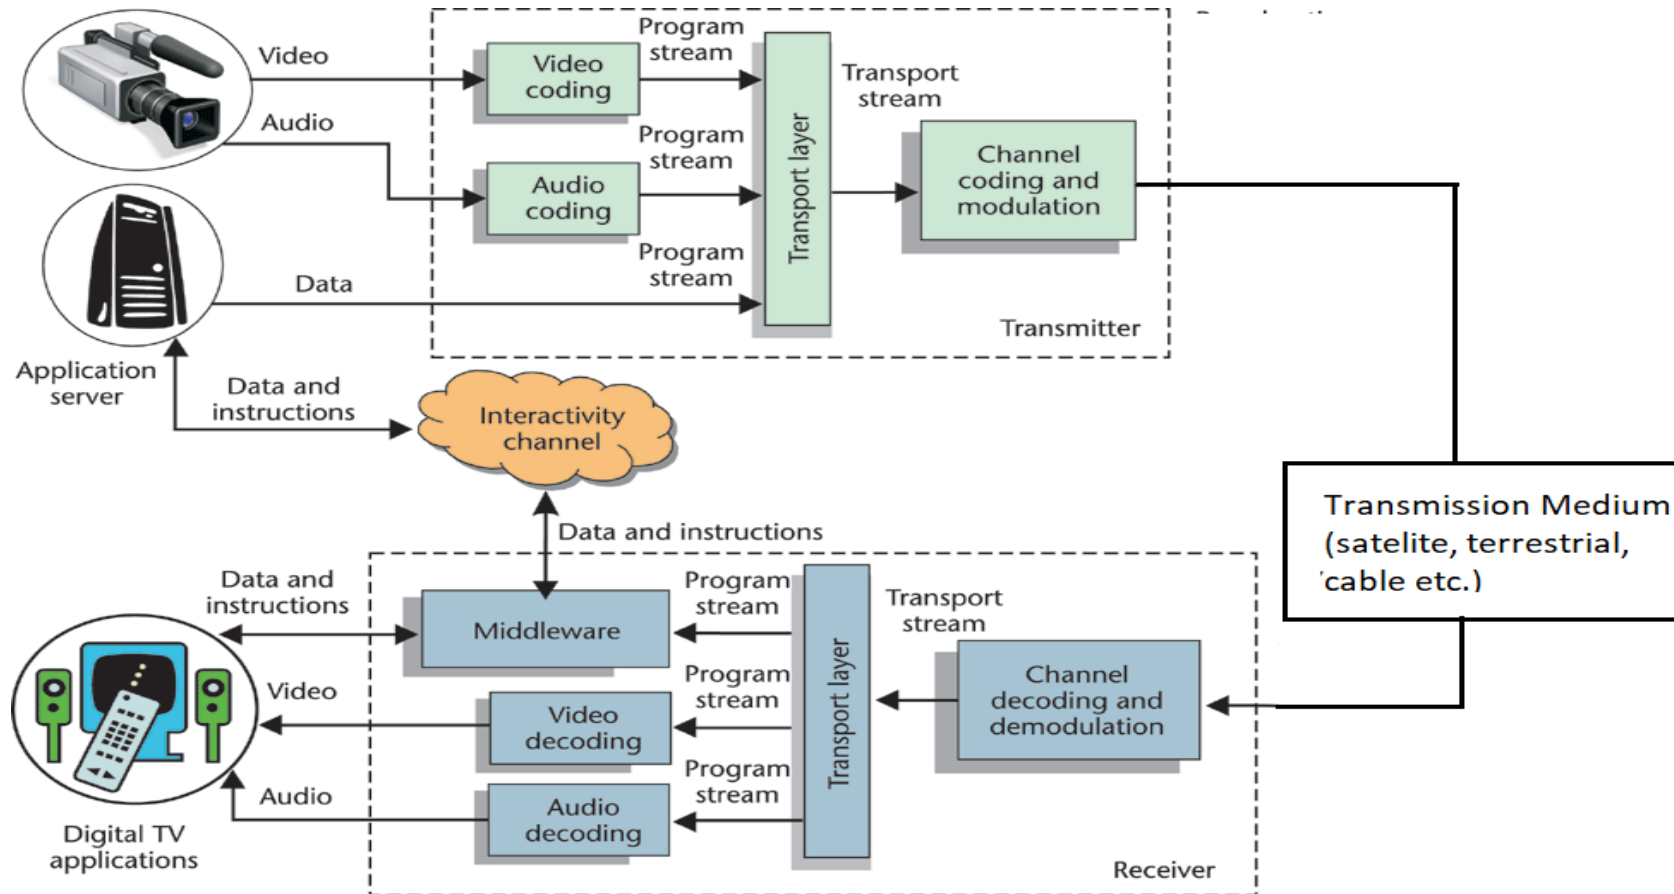 Video
Audio
Program
stream
Video
coding
Program
stream
Audio
coding
Program
stream
Data
Transport layer
Transport
stream
Channel
coding and
modulation
Transmitter
Application
server
Data and
instructions
Interactivity
channel
Data and instructions
Transmission Medium
(satelite, terrestrial,
cable etc.)
Data and
instructions
Middleware
Program
stream
Video
Video
decoding
Program
stream
Audio
Audio
decoding
Program
stream
Transport layer
Transport
stream
Channel
decoding and
demodulation
Digital TV
applications
Receiver